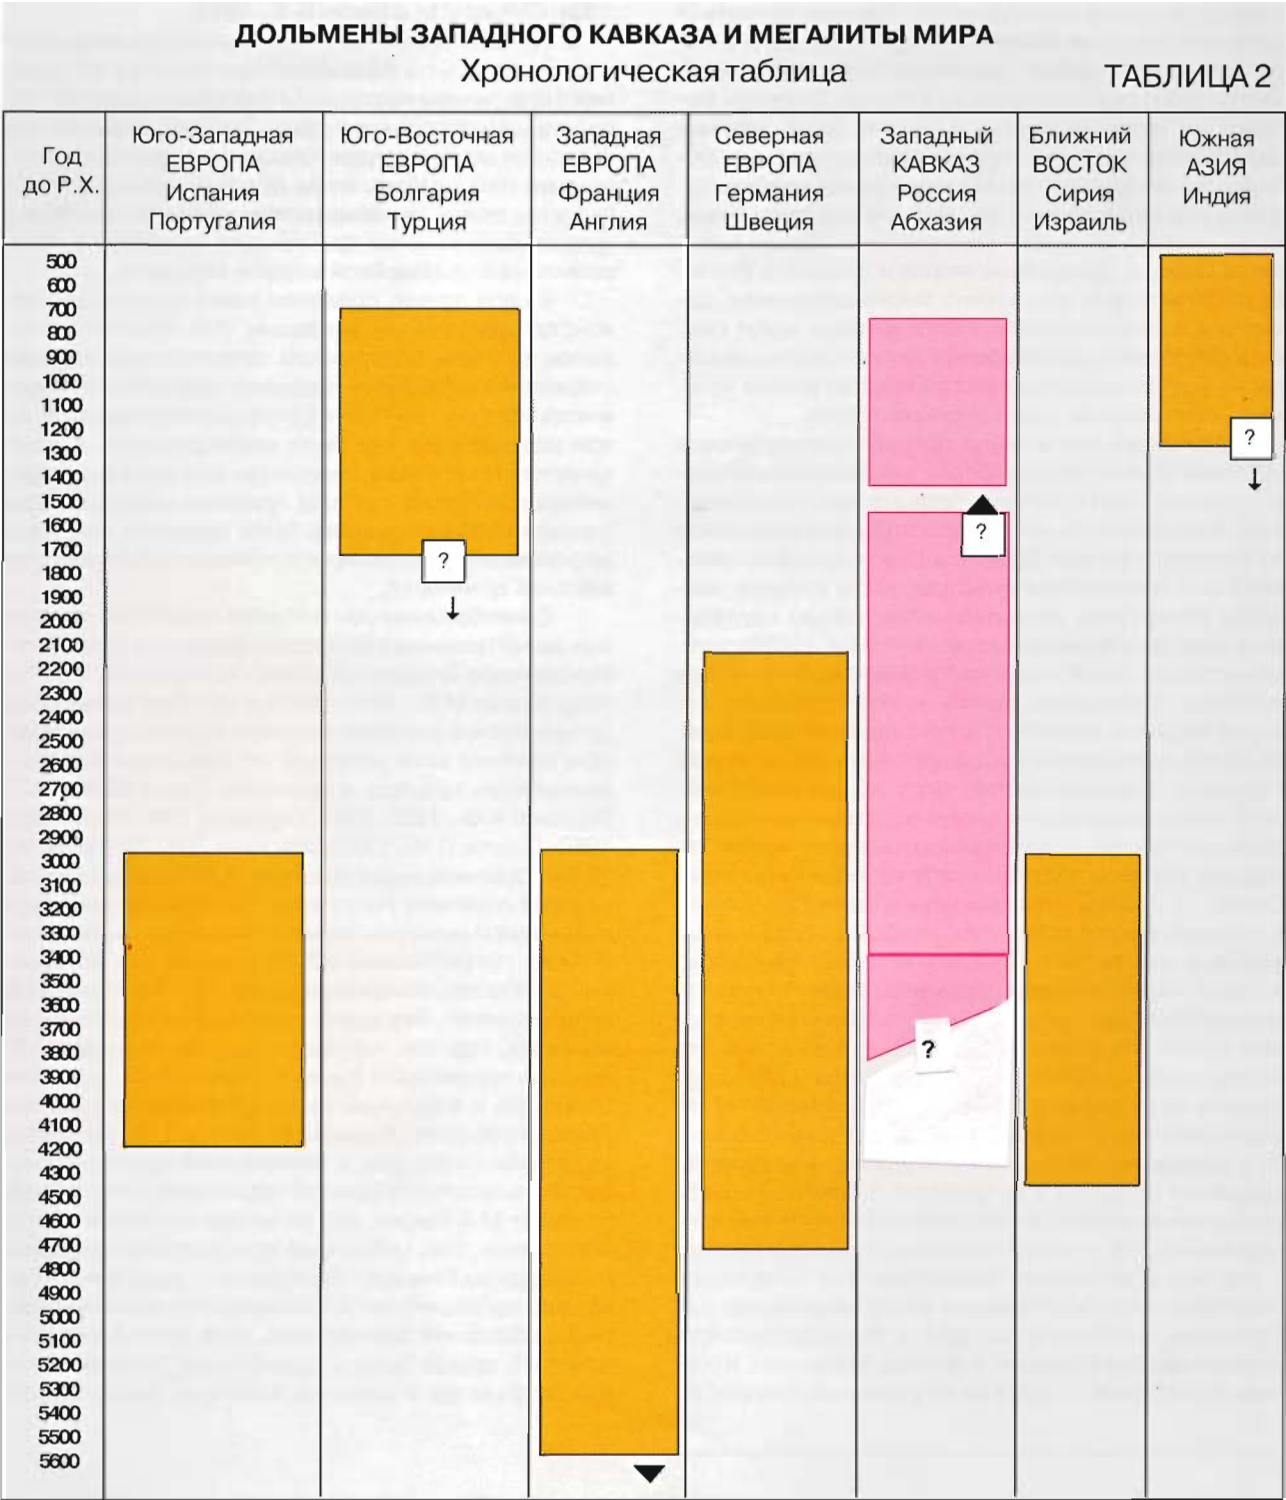 ДОЛЬМЕНЫ ЗАПАДНОГО КАВКАЗА И МЕГАЛИТЫ МИРА
Хронологическая таблица
ТАБЛИЦА 2
Год
до Р.Х.
Юго-Западная
ЕВРОПА
Испания
Португалия
Юго-Восточная
ЕВРОПА
Болгария
Турция
Западная
ЕВРОПА
Франция
Англия
Северная
ЕВРОПА
Германия
Швеция
Западный
КАВКАЗ
Россия
Абхазия
Ближний
ВОСТОК
Сирия
Израиль
Южная
АЗИЯ
Индия
500
600
700
800
900
1000
1100
1200
1300
1400
1500
1600
1700
1800
1900
2000
2100
2200
2300
2400
2500
2600
2700
2800
2900
3000
3100
3200
3300
3400
3500
3600
3700
3800
3900
4000
4100
4200
4300
4500
4600
4700
4800
4900
5000
5100
5200
5300
5400
5500
5600
?
?
?
?